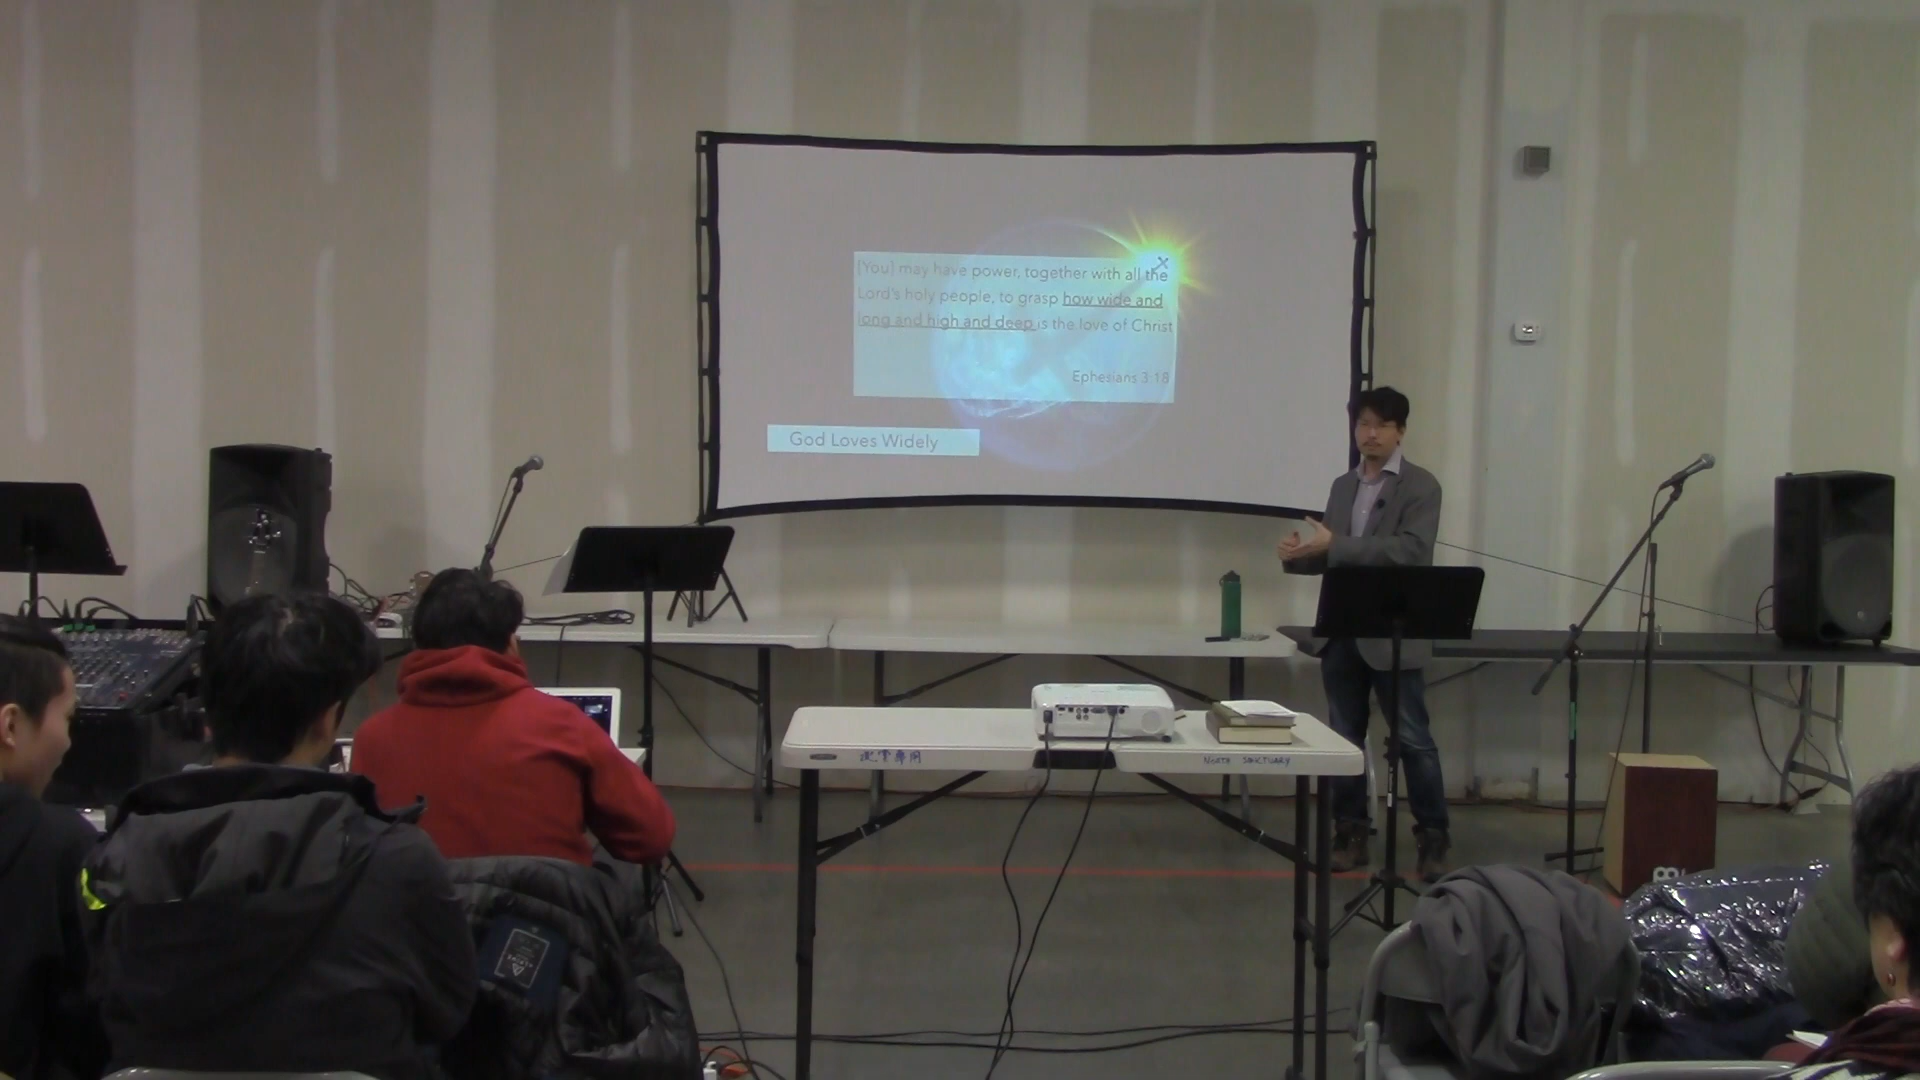 [You] may have power, together with all the
Lord's holy people, to grasp how wide and
long and high and deep is the love of Christ
Ephesians 3:18
God Loves Widely
NORTH SANCTUARY